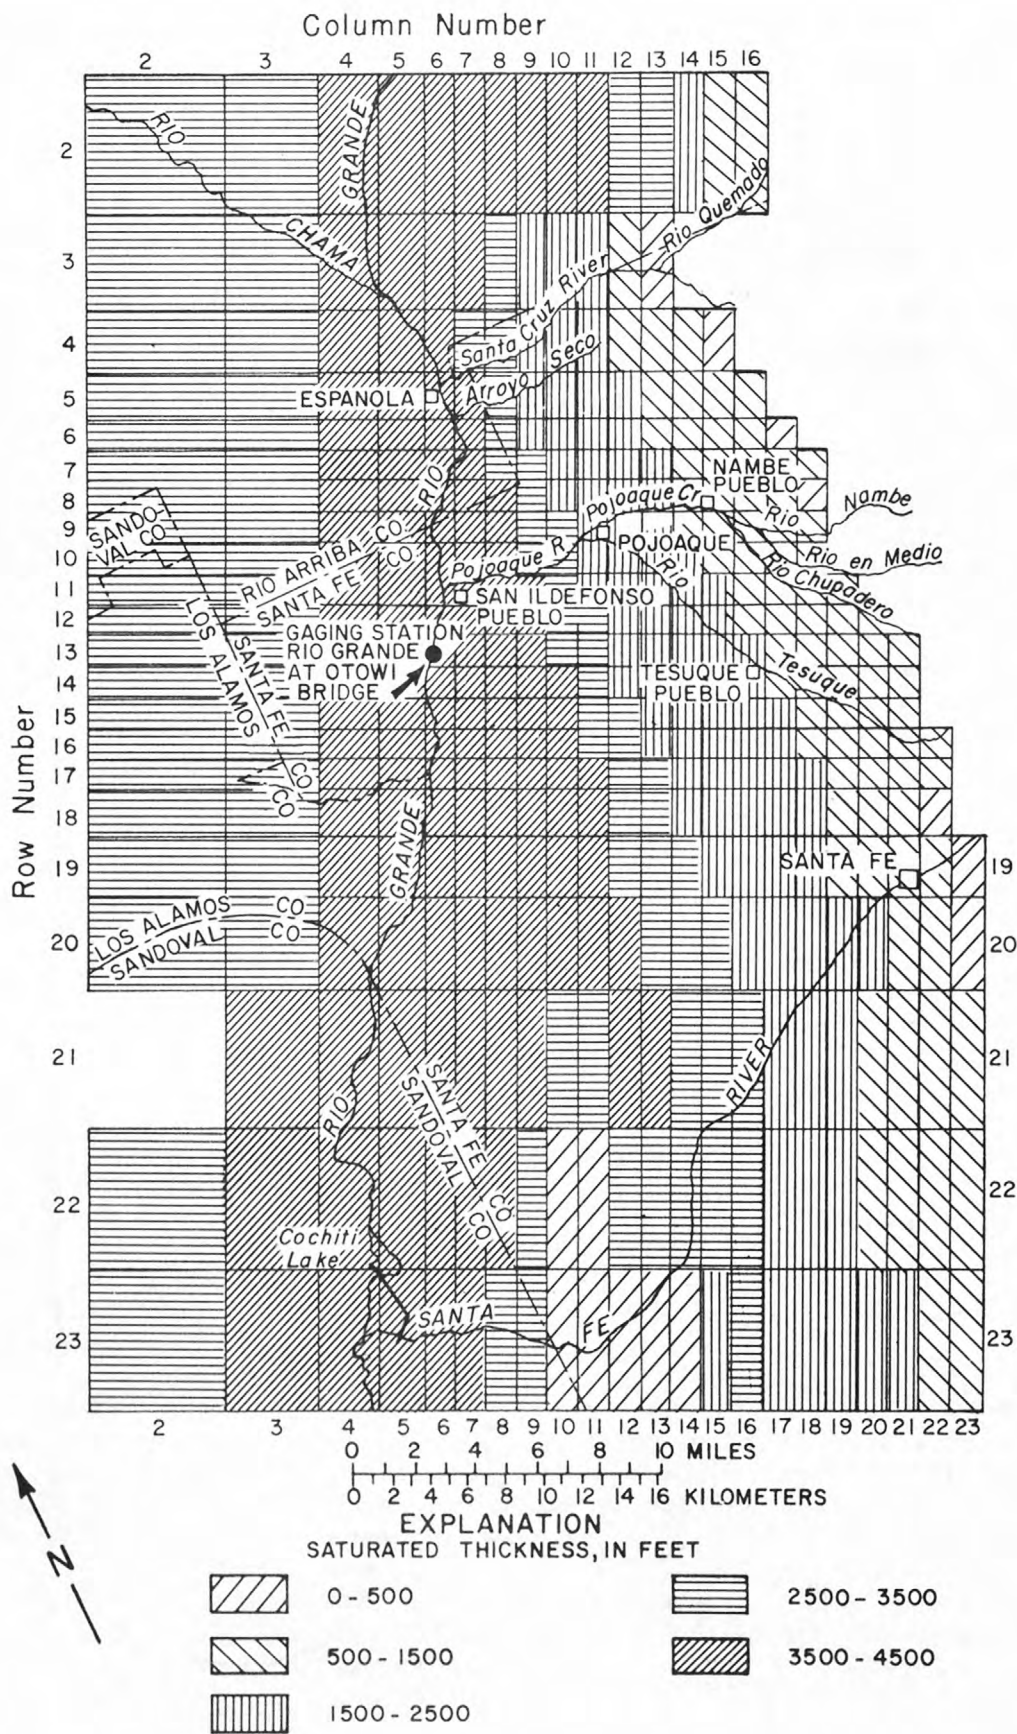 Column Number
2 3 4 5 6 7 8 9 10 11 12 13 14 15 16
Row Number
2
3
4
5
6
7
8
9
10
11
12
13
14
15
16
17
18
19
20
21
22
23
RIO
CHAMA
GRANDE
Rio Quemado
Santa Cruz River
Arroyo Seco
ESPANOLA
RIO
NAMBE
PUEBLO
Pojoaque Cr
Rio
Nambe
SANDO-
VAL CO
RIO ARRIBA CO
SANTA FE CO
Pojoaque R.
POJOAQUE
Rio
Rio en Medio
Rio Chupadero
SAN ILDEFONSO
PUEBLO
LOS ALAMOS CO
SANTA FE CO
GAGING STATION
RIO GRANDE
AT OTOWI
BRIDGE
TESUQUE
PUEBLO
Tesuque
GRANDE
SANTA FE
19
LOS ALAMOS CO
SANDOVAL CO
20
SANTA FE CO
SANDOVAL CO
RIO
RIVER
21
22
Cochiti
Lake
SANTA FE
23
2 3 4 5 6 7 8 9 10 11 12 13 14 15 16 17 18 19 20 21 22 23
0 2 4 6 8 10 MILES
0 2 4 6 8 10 12 14 16 KILOMETERS
N
EXPLANATION
SATURATED THICKNESS, IN FEET
0-500
500-1500
1500-2500
2500-3500
3500-4500